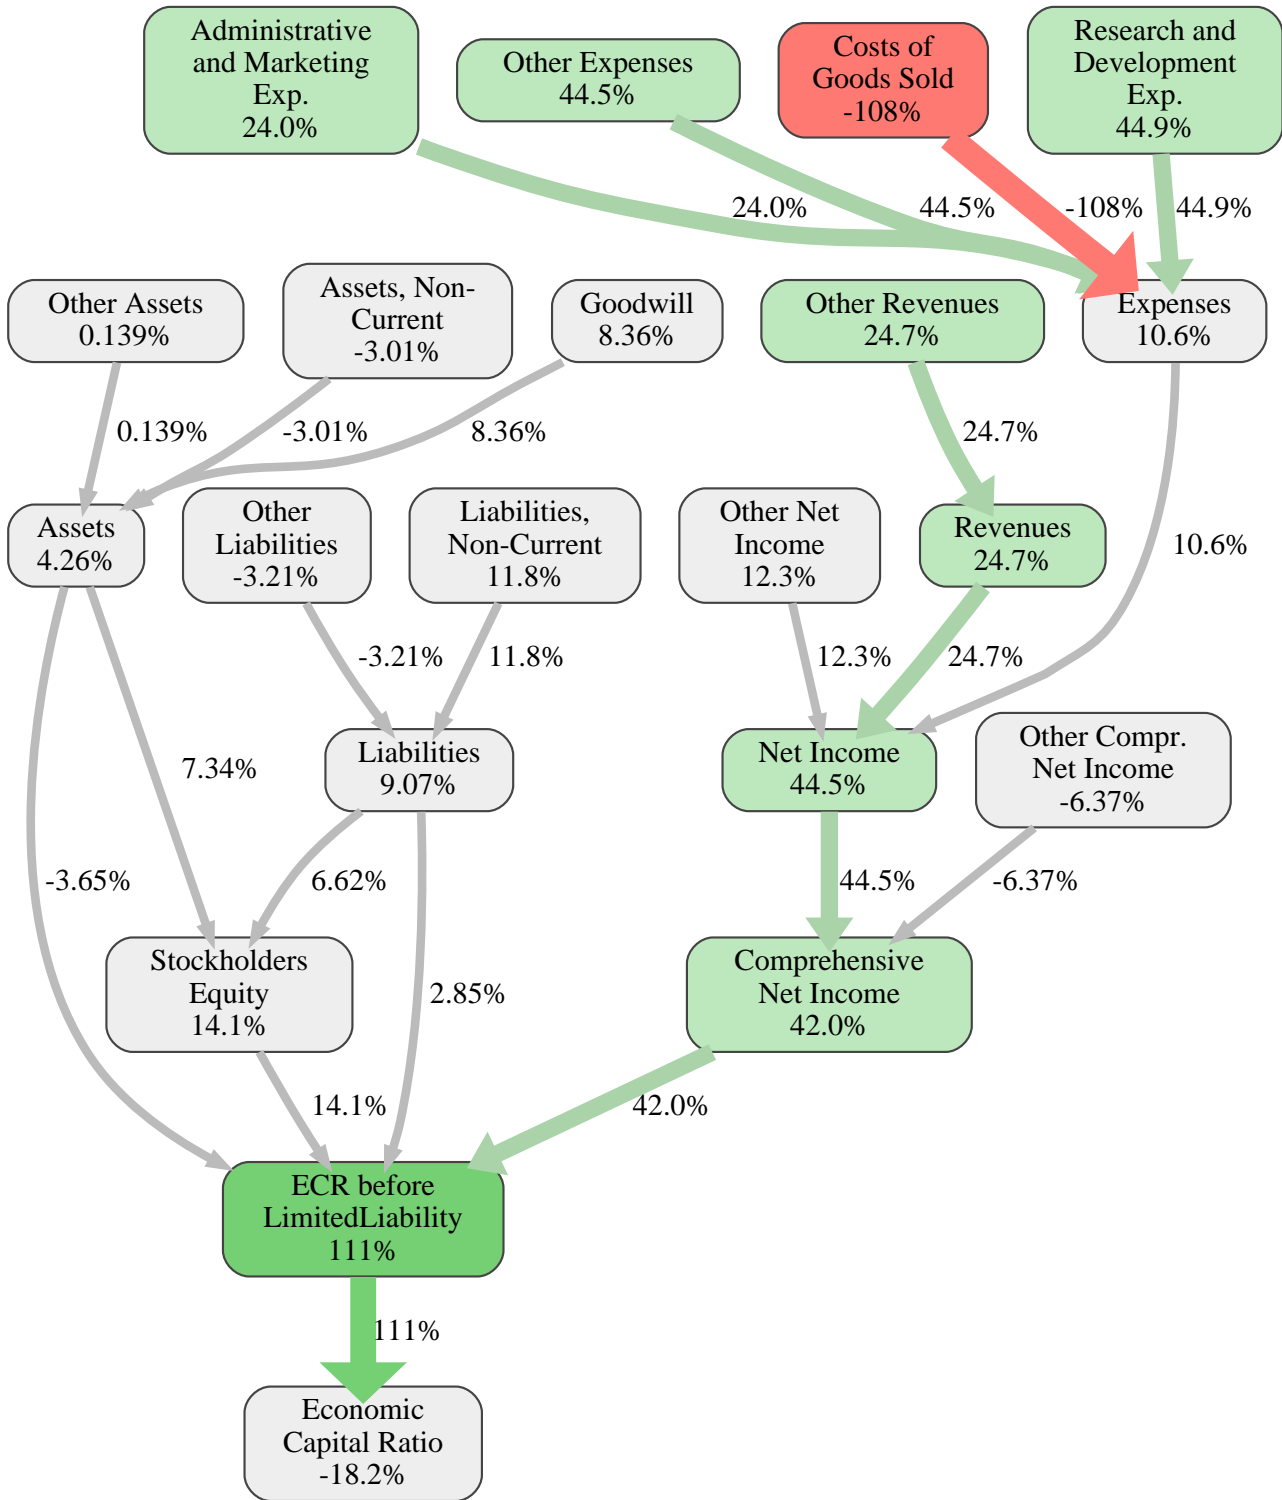 Administrative
and Marketing
Exp.
24.0%
Other Expenses
44.5%
Costs of
Goods Sold
-108%
Research and
Development
Exp.
44.9%
24.0%
44.5%
-108%
44.9%
Other Assets
0.139%
Assets, Non-
Current
-3.01%
Goodwill
8.36%
Other Revenues
24.7%
Expenses
10.6%
0.139%
-3.01%
8.36%
24.7%
10.6%
Assets
4.26%
Other
Liabilities
-3.21%
Liabilities,
Non-Current
11.8%
Other Net
Income
12.3%
Revenues
24.7%
-3.21%
11.8%
12.3%
24.7%
7.34%
Liabilities
9.07%
Net Income
44.5%
Other Compr.
Net Income
-6.37%
-3.65%
6.62%
44.5%
-6.37%
Stockholders
Equity
14.1%
2.85%
Comprehensive
Net Income
42.0%
14.1%
42.0%
ECR before
LimitedLiability
111%
111%
Economic
Capital Ratio
-18.2%